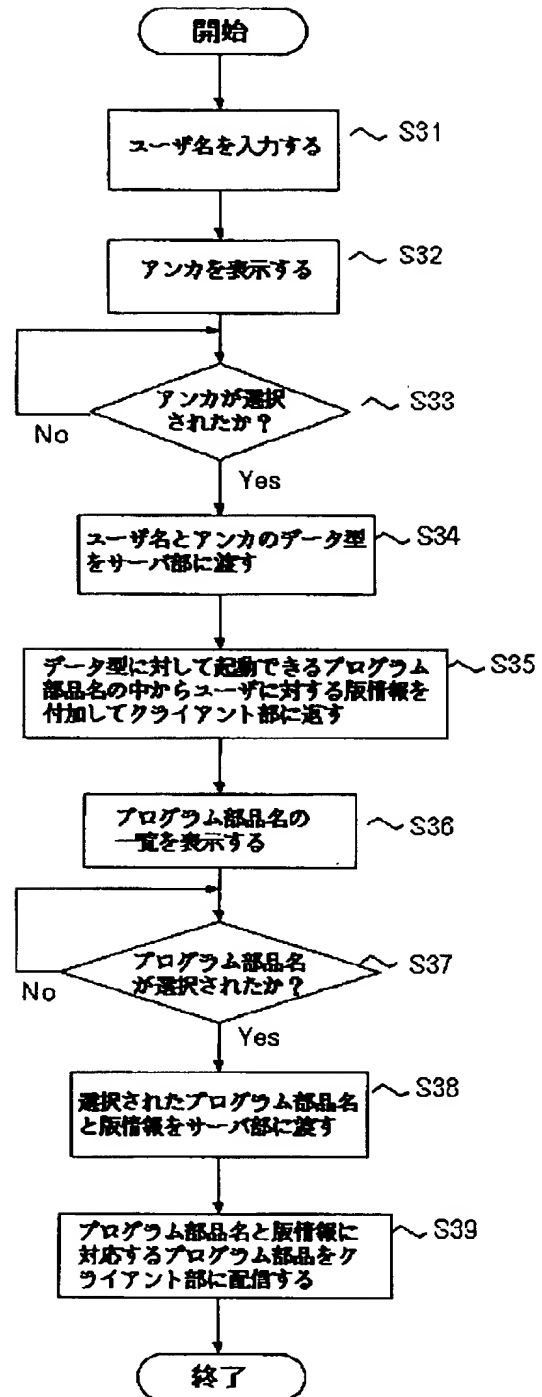 開始
ユーザ名を入力する
～ S31
アンカを表示する
～ S32
アンカが選択
されたか？
～ S33
No
Yes
ユーザ名とアンカのデータ型
をサーバ部に渡す
～ S34
データ型に対して起動できるプログラム
部品名の中からユーザに対する版情報を
付加してクライアント部に返す
～ S35
プログラム部品名の
一覧を表示する
～ S36
プログラム部品名
が選択されたか？
～ S37
No
Yes
選択されたプログラム部品名
と版情報をサーバ部に渡す
～ S38
プログラム部品名と版情報に
対応するプログラム部品をク
ライアント部に配信する
～ S39
終了